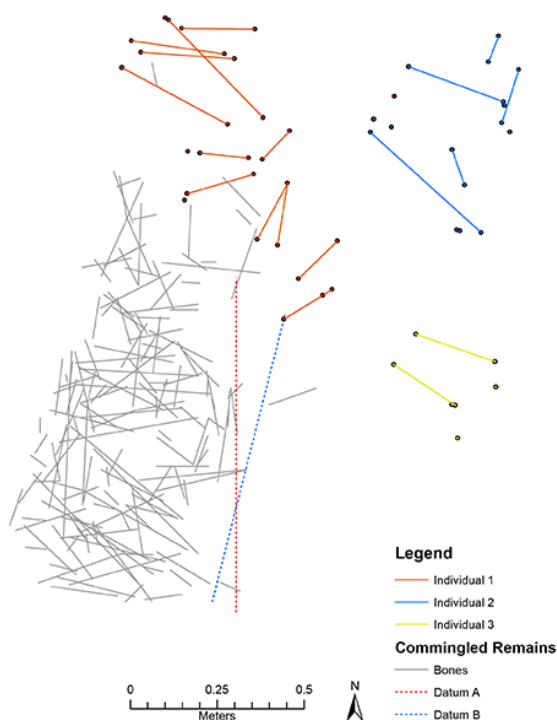 Legend
Individual 1
Individual 2
Individual 3
Commingled Remains
Bones
Datum A
Datum B
0 0.25 0.5
Meters
N